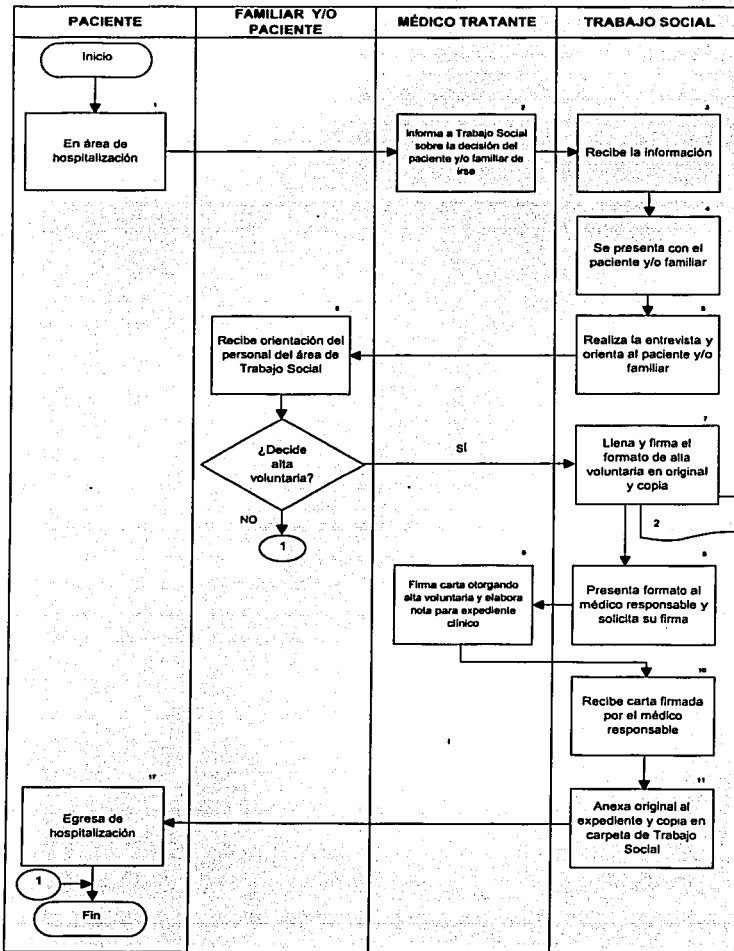 PACIENTE
FAMILIAR Y/O
PACIENTE
MÉDICO TRATANTE
TRABAJO SOCIAL
Inicio
1
En área de
hospitalización
2
Informa a Trabajo Social
sobre la decisión del
paciente y/o familiar de
irse
3
Recibe la información
4
Se presenta con el
paciente y/o familiar
5
Realiza la entrevista y
orienta al paciente y/o
familiar
Recibe orientación del
personal del área de
Trabajo Social
¿Decide
alta
voluntaria?
SÍ
NO
1
7
Llena y firma el
formato de alta
voluntaria en original
y copia
2
Presenta formato al
médico responsable y
solicita su firma
Firma carta otorgando
alta voluntaria y elabora
nota para expediente
clínico
10
Recibe carta firmada
por el médico
responsable
11
Anexa original al
expediente y copia en
carpeta de Trabajo
Social
Egresa de
hospitalización
1
Fin